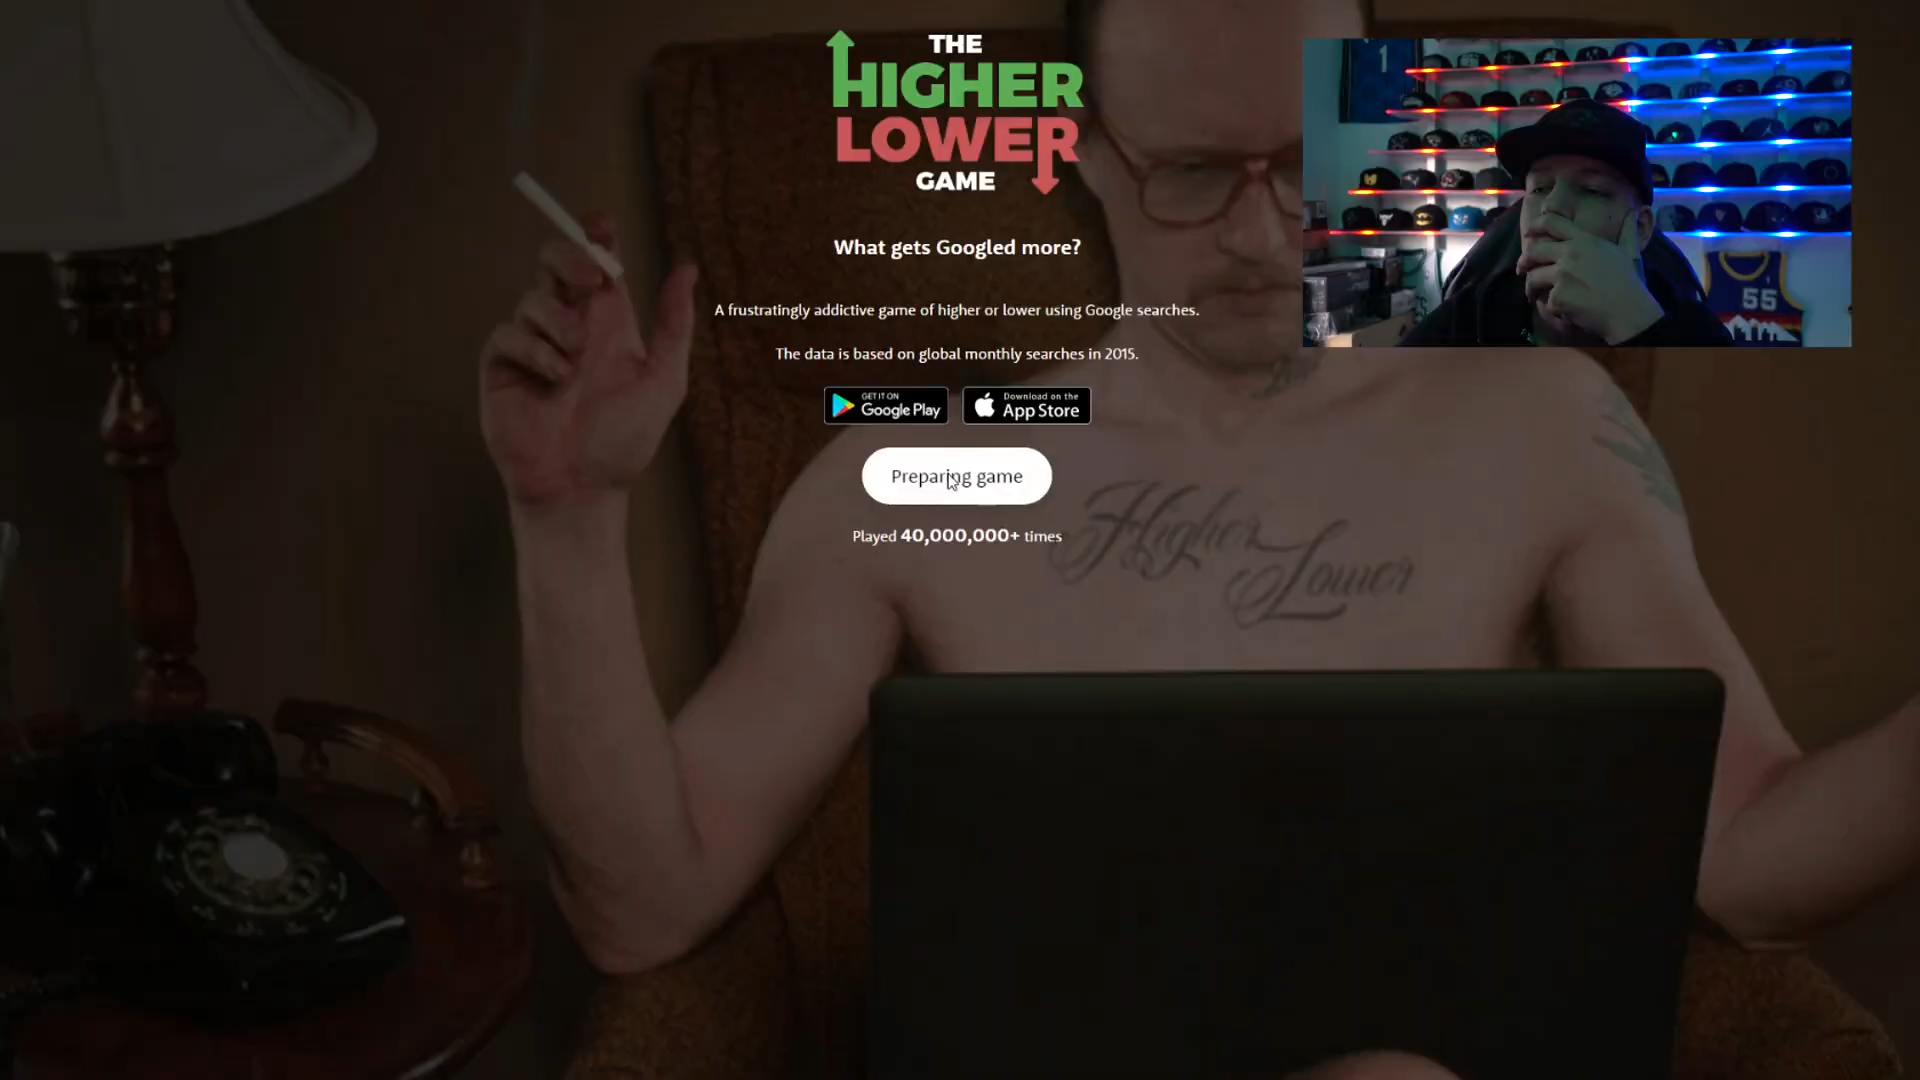 THE
HIGHER
LOWER
GAME
What gets Googled more?
A frustratingly addictive game of higher or lower using Google searches.
The data is based on global monthly searches in 2015.
GET IT ON
Google Play
Download on the
App Store
Preparing game
Played 40,000,000+ times
Higher
Lower
1
55